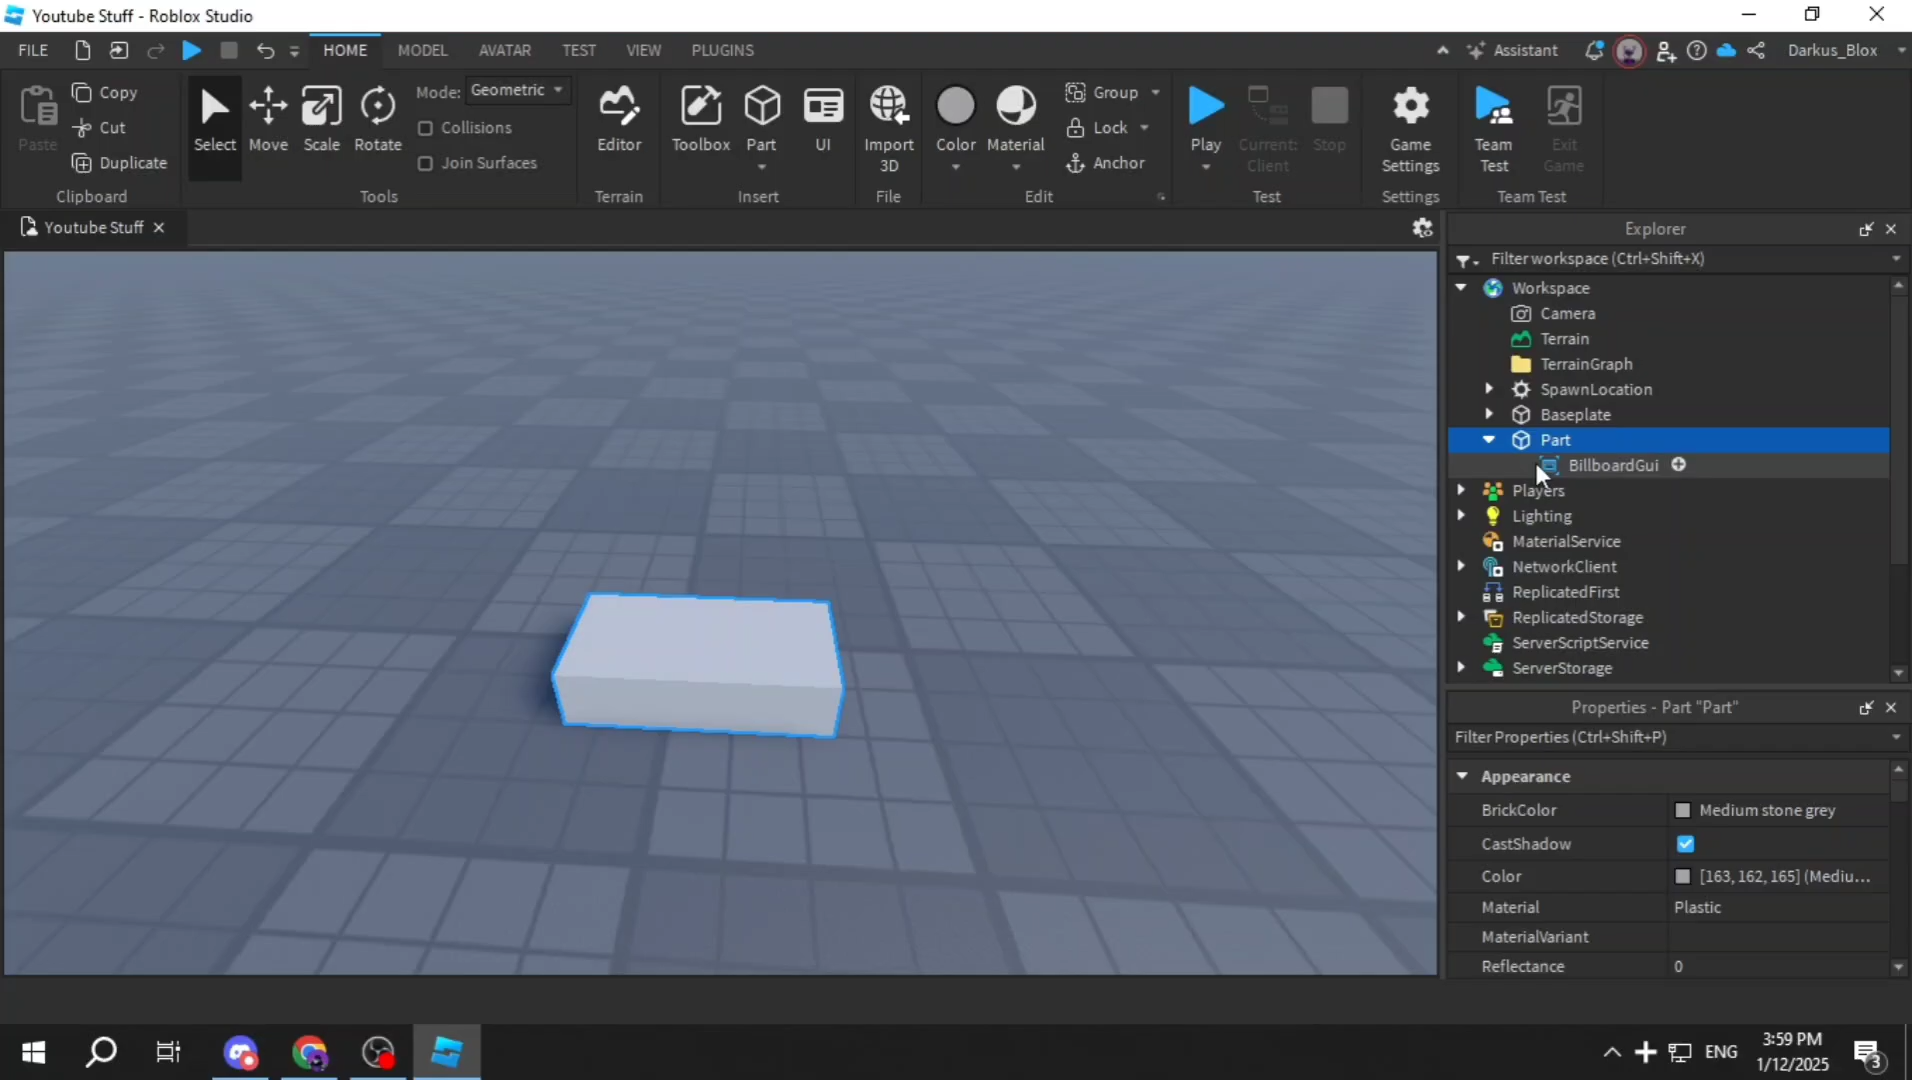 Youtube Stuff - Roblox Studio
FILE
HOME
MODEL
AVATAR
TEST
VIEW
PLUGINS
Assistant
Darkus_Blox
Paste
Copy
Cut
Duplicate
Clipboard
Select
Move
Scale
Rotate
Mode: Geometric
Collisions
Join Surfaces
Tools
Editor
Terrain
Toolbox
Part
UI
Insert
Import
3D
File
Color
Material
Group
Lock
Anchor
Edit
Play
Current:
Client
Stop
Test
Game
Settings
Settings
Team
Test
Exit
Game
Team Test
Youtube Stuff
Explorer
Filter workspace (Ctrl+Shift+X)
Workspace
Camera
Terrain
TerrainGraph
SpawnLocation
Baseplate
Part
BillboardGui
Players
Lighting
MaterialService
NetworkClient
ReplicatedFirst
ReplicatedStorage
ServerScriptService
ServerStorage
Properties - Part "Part"
Filter Properties (Ctrl+Shift+P)
Appearance
BrickColor Medium stone grey
CastShadow
Color [163, 162, 165] (Mediu...
Material Plastic
MaterialVariant
Reflectance 0
ENG
3:59 PM
1/12/2025
3